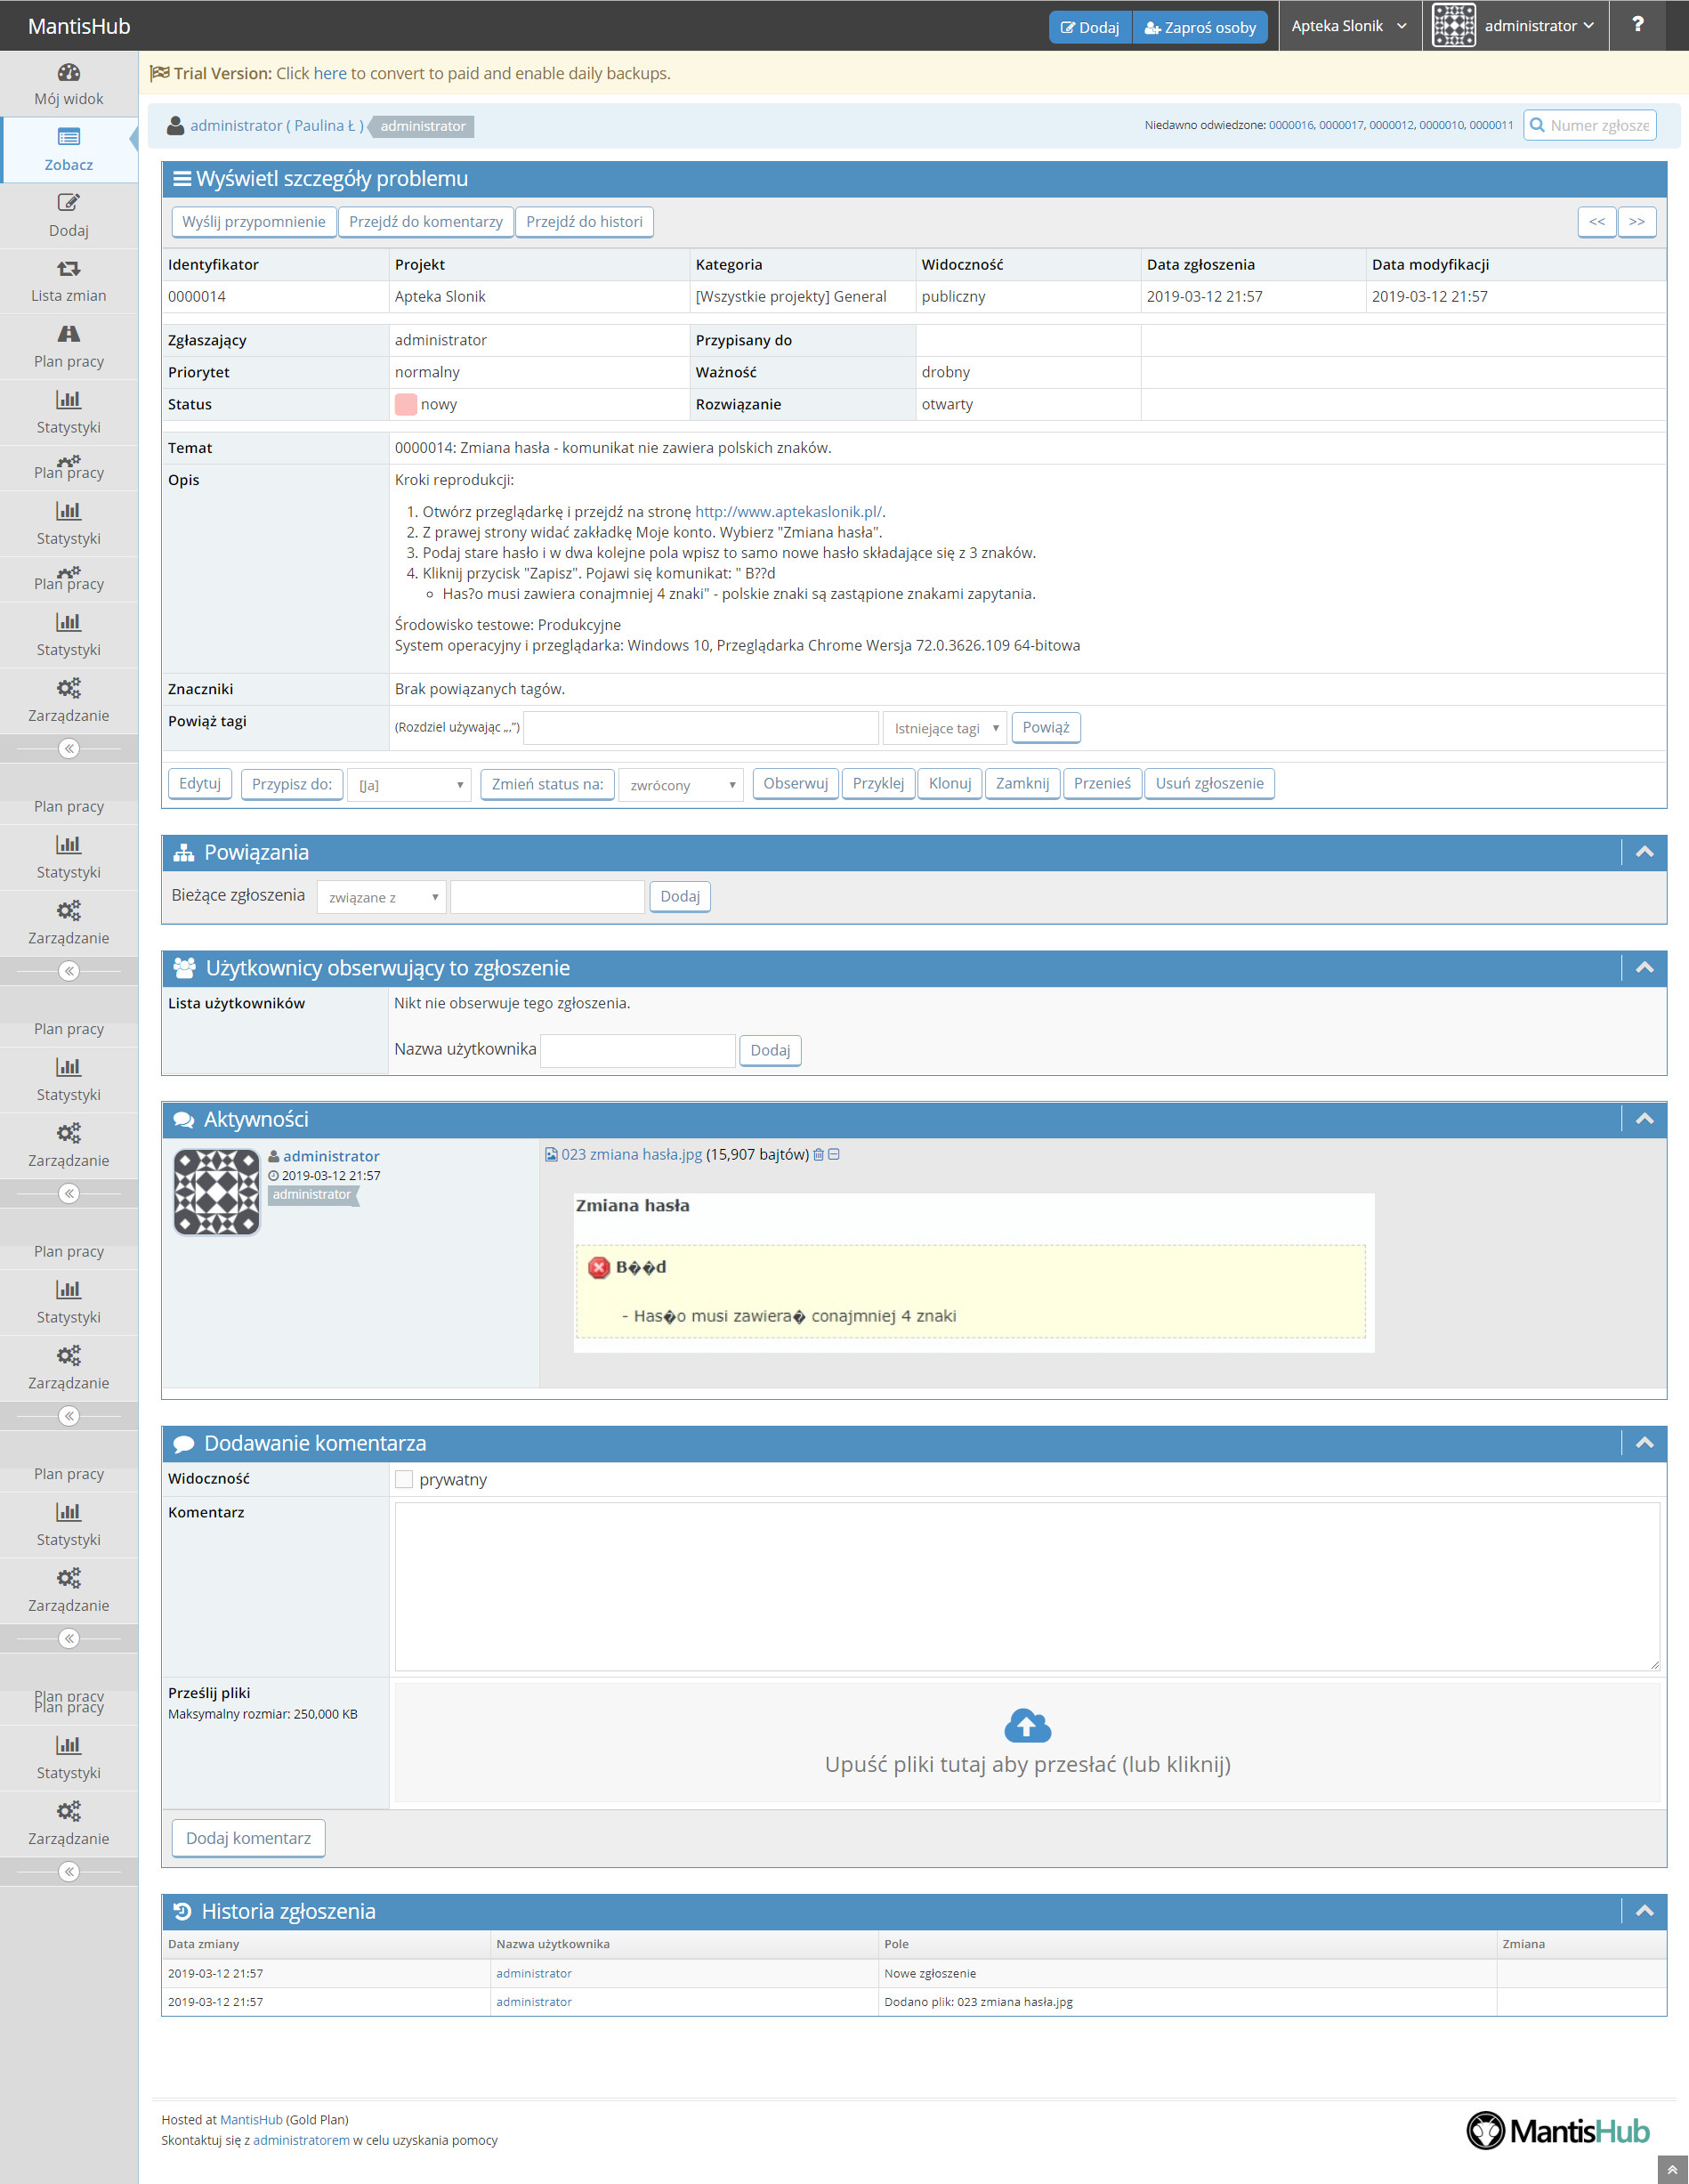 MantisHub
Dodaj
Zaproś osoby
Apteka Slonik
administrator
?
Mój widok
Zobacz
Dodaj
Lista zmian
Plan pracy
Statystyki
Plan pracy
Statystyki
Plan pracy
Statystyki
Zarządzanie
Plan pracy
Statystyki
Zarządzanie
Plan pracy
Statystyki
Zarządzanie
Plan pracy
Statystyki
Zarządzanie
Plan pracy
Statystyki
Zarządzanie
Plan pracy
Plan pracy
Statystyki
Zarządzanie
Trial Version: Click here to convert to paid and enable daily backups.
administrator ( Paulina Ł ) administrator
Niedawno odwiedzone: 0000016, 0000017, 0000012, 0000010, 0000011
Numer zgłosze
Wyświetl szczegóły problemu
Wyślij przypomnienie Przejdź do komentarzy Przejdź do histori << >>
Identyfikator Projekt Kategoria Widoczność Data zgłoszenia Data modyfikacji
0000014 Apteka Slonik [Wszystkie projekty] General publiczny 2019-03-12 21:57 2019-03-12 21:57
Zgłaszający administrator Przypisany do
Priorytet normalny Ważność drobny
Status nowy Rozwiązanie otwarty
Temat 0000014: Zmiana hasła - komunikat nie zawiera polskich znaków.
Opis Kroki reprodukcji:
1. Otwórz przeglądarkę i przejdź na stronę http://www.aptekaslonik.pl/.
2. Z prawej strony widać zakładkę Moje konto. Wybierz "Zmiana hasła".
3. Podaj stare hasło i w dwa kolejne pola wpisz to samo nowe hasło składające się z 3 znaków.
4. Kliknij przycisk "Zapisz". Pojawi się komunikat: " B??d
Has?o musi zawiera conajmniej 4 znaki" - polskie znaki są zastąpione znakami zapytania.
Środowisko testowe: Produkcyjne
System operacyjny i przeglądarka: Windows 10, Przeglądarka Chrome Wersja 72.0.3626.109 64-bitowa
Znaczniki Brak powiązanych tagów.
Powiąż tagi (Rozdziel używając „,”) Istniejące tagi Powiąż
Edytuj Przypisz do: [Ja] Zmień status na: zwrócony Obserwuj Przyklej Klonuj Zamknij Przenieś Usuń zgłoszenie
Powiązania
Bieżące zgłoszenia związane z Dodaj
Użytkownicy obserwujący to zgłoszenie
Lista użytkowników Nikt nie obserwuje tego zgłoszenia.
Nazwa użytkownika Dodaj
Aktywności
administrator
2019-03-12 21:57
administrator
023 zmiana hasła.jpg (15,907 bajtów)
Zmiana hasła
B��d
- Has�o musi zawiera� conajmniej 4 znaki
Dodawanie komentarza
Widoczność prywatny
Komentarz
Prześlij pliki
Maksymalny rozmiar: 250,000 KB
Upuść pliki tutaj aby przesłać (lub kliknij)
Dodaj komentarz
Historia zgłoszenia
Data zmiany Nazwa użytkownika Pole Zmiana
2019-03-12 21:57 administrator Nowe zgłoszenie
2019-03-12 21:57 administrator Dodano plik: 023 zmiana hasła.jpg
Hosted at MantisHub (Gold Plan)
Skontaktuj się z administratorem w celu uzyskania pomocy
MantisHub